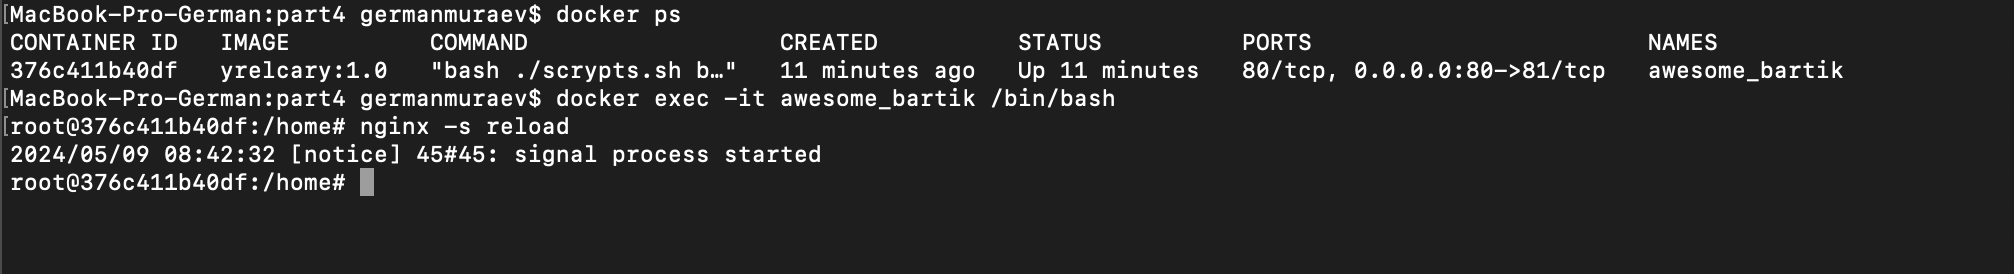 [MacBook-Pro-German:part4 germanmuraev$ docker ps
CONTAINER ID   IMAGE          COMMAND                  CREATED          STATUS          PORTS                        NAMES
376c411b40df   yrelcary:1.0   "bash ./scrypts.sh b…"   11 minutes ago   Up 11 minutes   80/tcp, 0.0.0.0:80->81/tcp   awesome_bartik
[MacBook-Pro-German:part4 germanmuraev$ docker exec -it awesome_bartik /bin/bash
[root@376c411b40df:/home# nginx -s reload
2024/05/09 08:42:32 [notice] 45#45: signal process started
root@376c411b40df:/home#